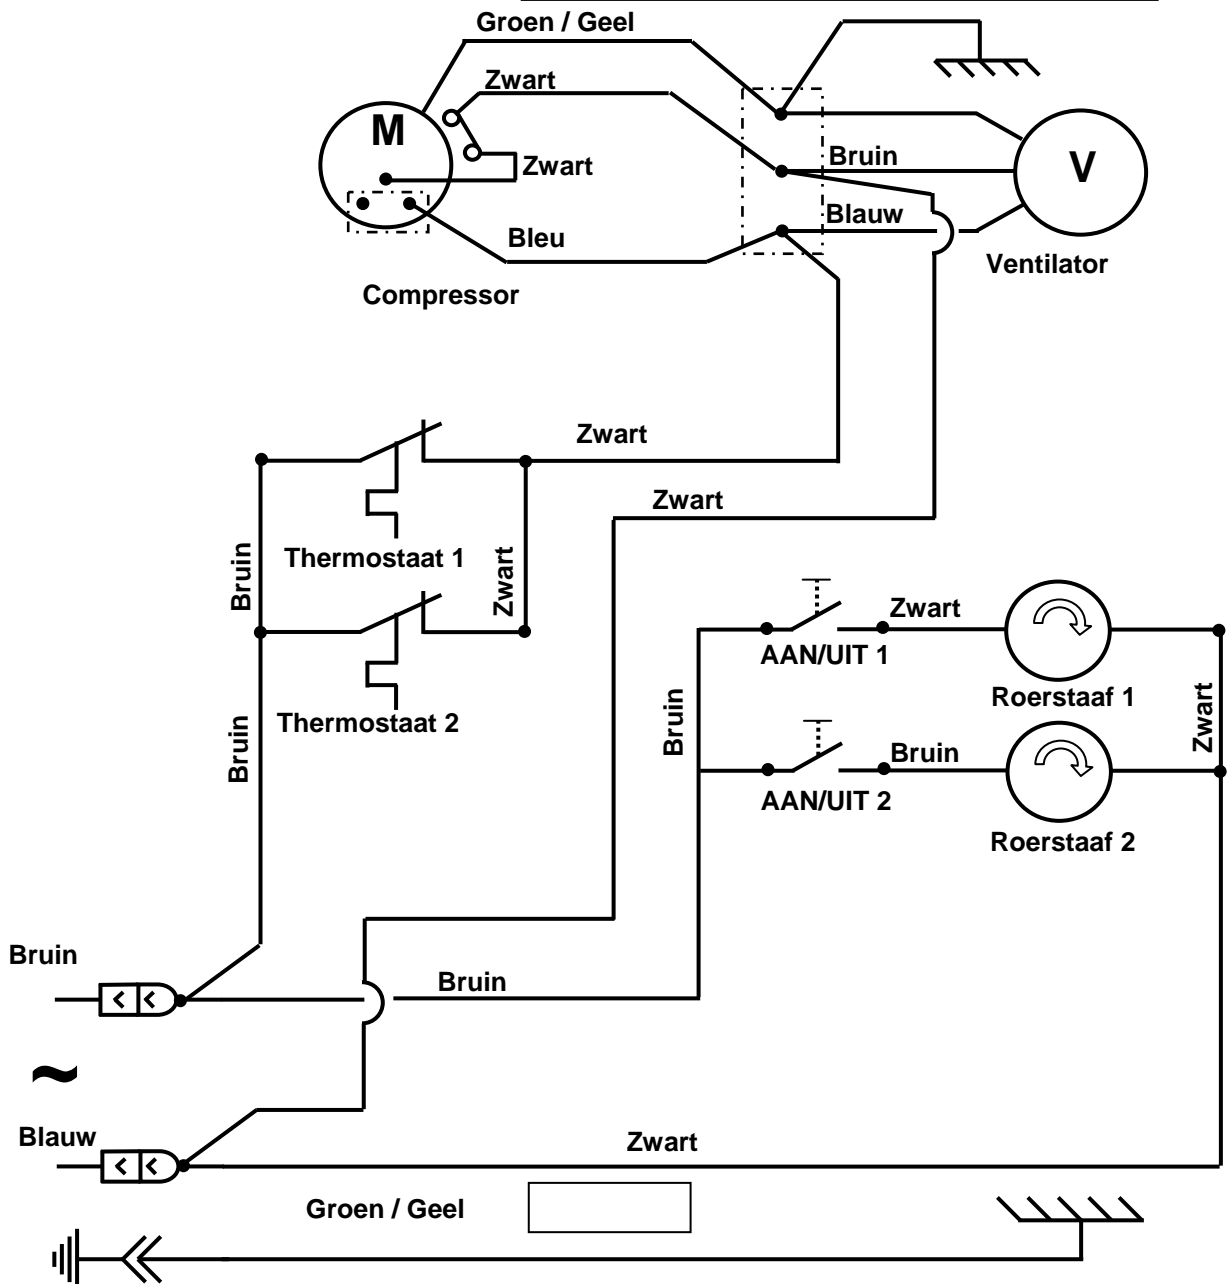 Groen / Geel
Zwart
M
Zwart
Bruin
V
Blauw
Bleu
Ventilator
Compressor
Zwart
Zwart
Bruin
Thermostaat 1
Zwart
Zwart
AAN/UIT 1
Roerstaaf 1
Bruin
Thermostaat 2
Bruin
Zwart
Bruin
AAN/UIT 2
Roerstaaf 2
Bruin
Bruin
~
Blauw
Zwart
Groen / Geel